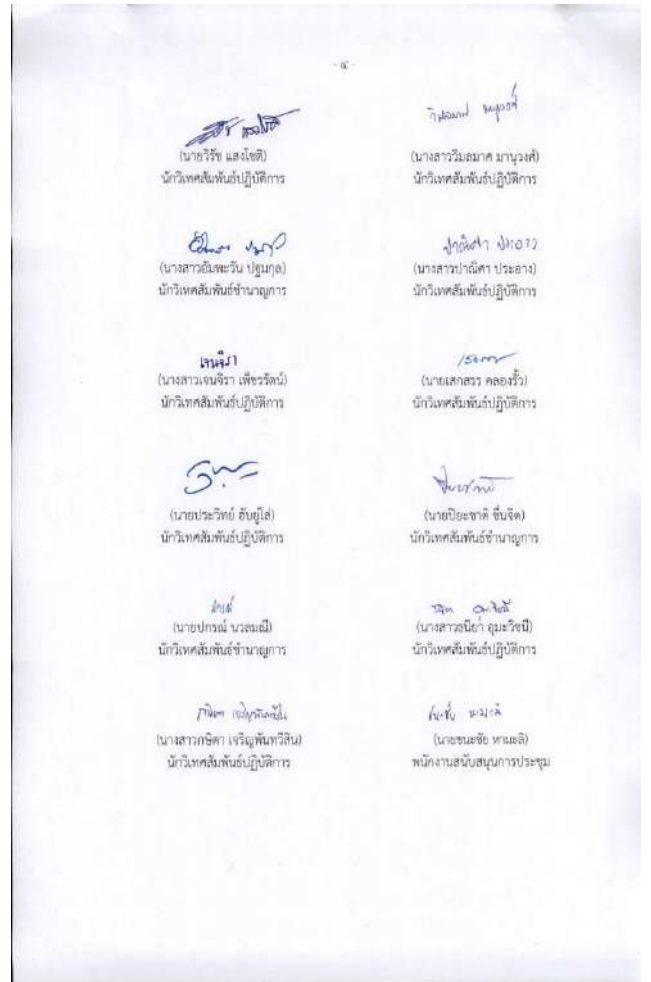 - ๔ -
(นายวิรัช แสงโชติ)
นักวิเทศสัมพันธ์ปฏิบัติการ
(นางสาววิมลมาศ มานุวงศ์)
นักวิเทศสัมพันธ์ปฏิบัติการ
(นางสาวอัมพะวัน ปฐมกุล)
นักวิเทศสัมพันธ์ชำนาญการ
(นางสาวปาณิศา ประอาง)
นักวิเทศสัมพันธ์ปฏิบัติการ
เจนจิรา
(นางสาวเจนจิรา เพ็ชรรัตน์)
นักวิเทศสัมพันธ์ปฏิบัติการ
(นายเสกสรร คลองรั้ว)
นักวิเทศสัมพันธ์ปฏิบัติการ
(นายประวิทย์ ฮับยูโส่)
นักวิเทศสัมพันธ์ปฏิบัติการ
(นายปิยะชาติ ชื่นจิต)
นักวิเทศสัมพันธ์ชำนาญการ
(นายปกรณ์ นวลมณี)
นักวิเทศสัมพันธ์ชำนาญการ
(นางสาวธนิยา อุมะวิชนี)
นักวิเทศสัมพันธ์ปฏิบัติการ
(นางสาวกษิดา เจริญพันทวีสิน)
นักวิเทศสัมพันธ์ปฏิบัติการ
(นายชนะชัย หามะลิ)
พนักงานสนับสนุนการประชุม